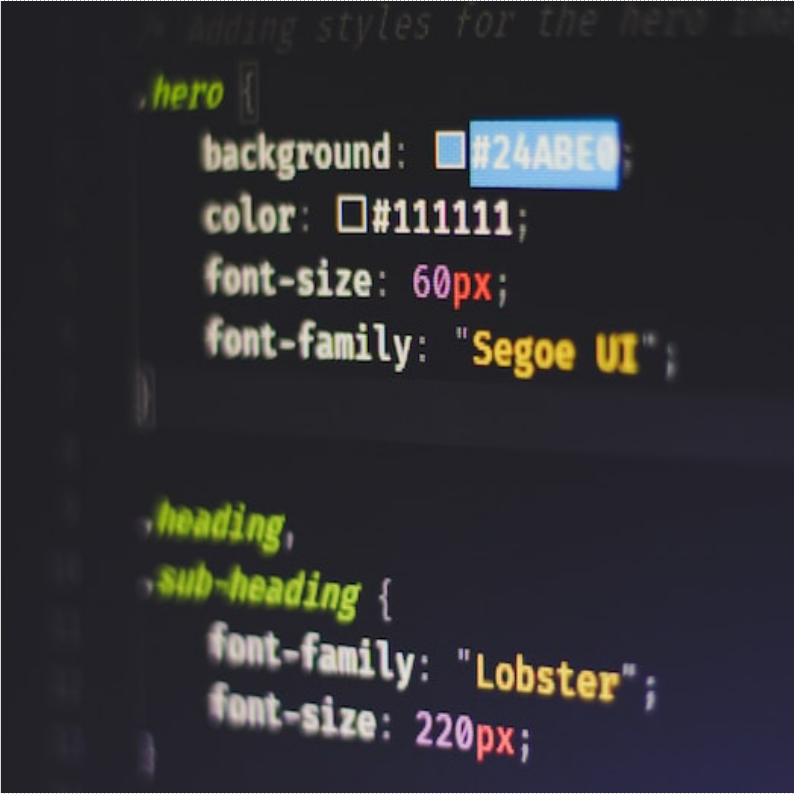 /* Adding styles for the hero ima
.hero {
background: #24ABE0;
color: #111111;
font-size: 60px;
font-family: "Segoe UI";
}
.heading,
.sub-heading {
font-family: "Lobster";
font-size: 220px;
}